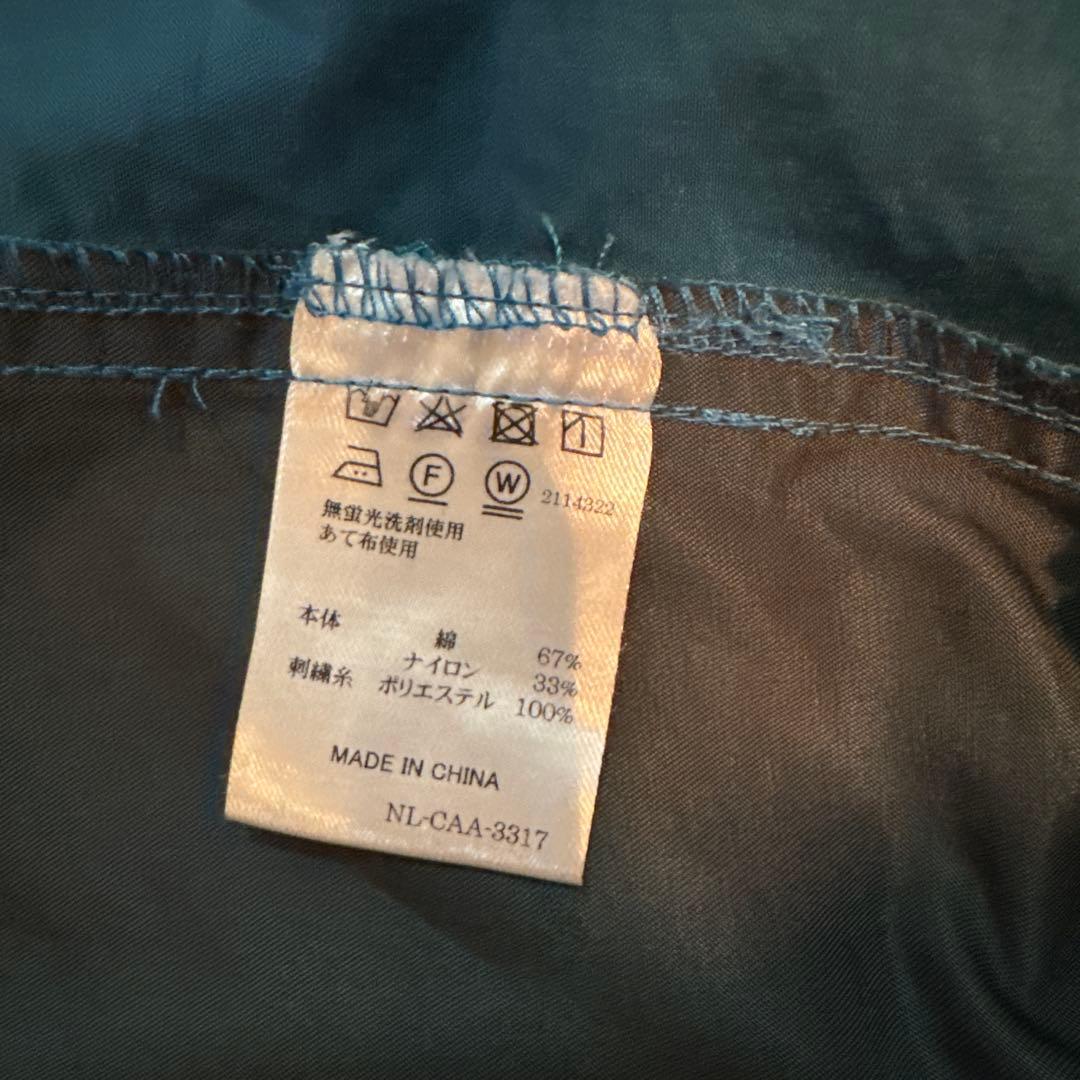 F W 2114322
無蛍光洗剤使用
あて布使用
本体 綿 67%
ナイロン 33%
刺繍糸 ポリエステル 100%
MADE IN CHINA
NL-CAA-3317